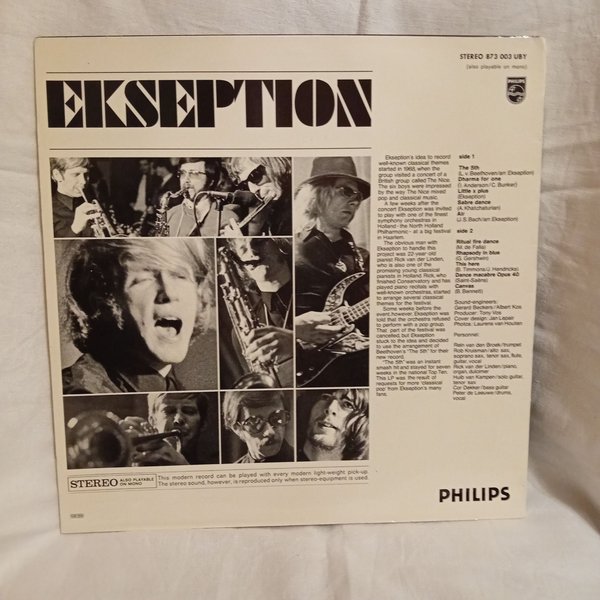 STEREO 873 003 UBY
(also playable on mono)
EKSEPTION
PHILIPS
Ekseption's idea to record
well-known classical themes
started in 1968, when the
group visited a concert of a
British group called The Nice.
The six boys were impressed
by the way The Nice mixed
pop and classical music.
A few weeks after the
concert Ekseption was invited
to play with one of the finest
symphony orchestras in
Holland - the North Holland
Philharmonic - at a big festival
in Haarlem.
The obvious man with
Ekseption to handle this
project was 22-year old
pianist Rick van der Linden,
who is also one of the
promising young classical
pianists in Holland. Rick, who
finished Conservatory and has
played piano recitals with
well-known orchestras, started
to arrange several classical
themes for the festival.
Some weeks before the
event, however, Ekseption was
told that the orchestra refused
to perform with a pop group.
That part of the festival was
cancelled, but Ekseption
stuck to the idea and decided
to use the arrangement of
Beethoven's "The 5th" for their
new record.
"The 5th" was an instant
smash hit and stayed for seven
weeks in the national Top Ten.
This LP was the result of
requests for more 'classical
pop' from Ekseption's many
fans.
side 1
The 5th
(L. v. Beethoven/arr. Ekseption)
Dharma for one
(I. Anderson/C. Bunker)
Little x plus
(Ekseption)
Sabre dance
(A. Khatchaturian)
Air
(J.S. Bach/arr. Ekseption)
side 2
Ritual fire dance
(M. de Falla)
Rhapsody in blue
(G. Gershwin)
This here
(B. Timmons/J. Hendricks)
Dance macabre Opus 40
(Saint-Saëns)
Canvas
(B. Bennett)
Sound-engineers:
Gerard Beckers/Albert Kos
Producer: Tony Vos
Cover design: Jan Lepair
Photos: Laurens van Houten
Personnel:
Rein van den Broek/trumpet
Rob Kruisman/alto sax,
soprano sax, tenor sax, flute,
guitar, vocal
Rick van der Linden/piano,
organ, dulcimer
Huib van Kampen/solo guitar,
tenor sax
Cor Dekker/bass guitar
Peter de Leeuwe/drums,
vocal
STEREO ALSO PLAYABLE
ON MONO
This modern record can be played with every modern light-weight pick-up.
The stereo sound, however, is reproduced only when stereo-equipment is used.
PHILIPS